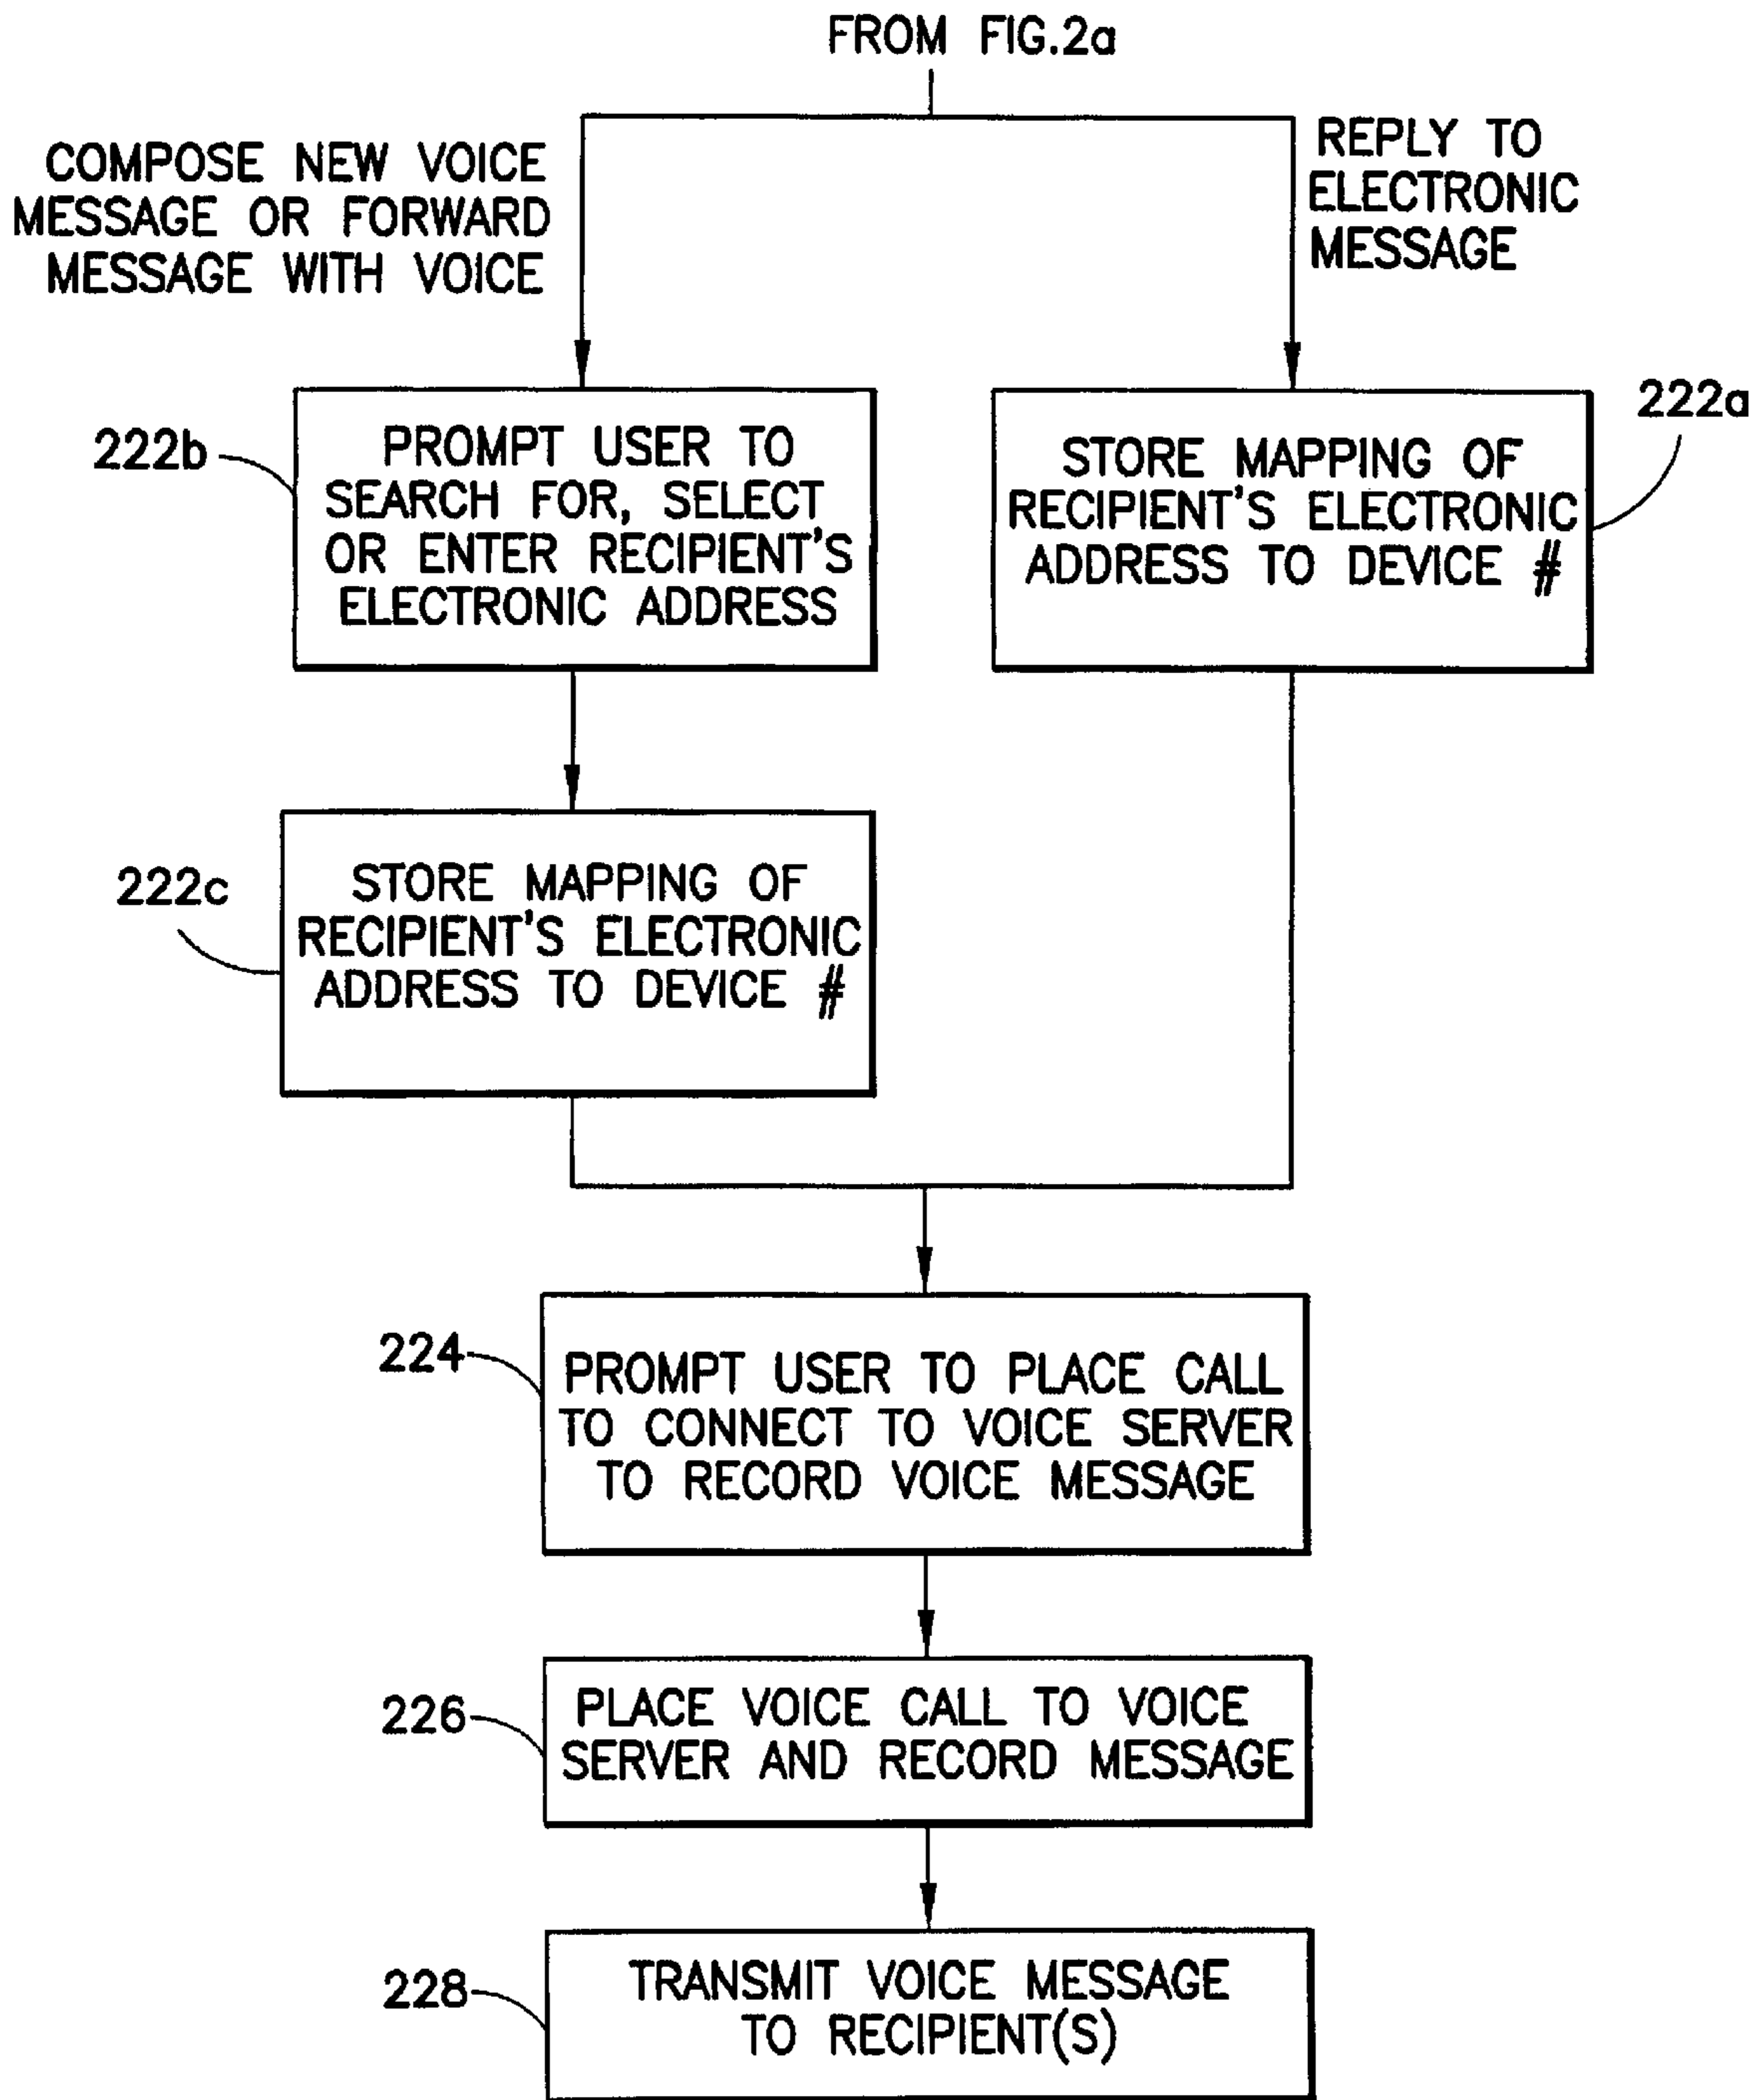 FROM FIG.2a
COMPOSE NEW VOICE
MESSAGE OR FORWARD
MESSAGE WITH VOICE
REPLY TO
ELECTRONIC
MESSAGE
222b
PROMPT USER TO
SEARCH FOR, SELECT
OR ENTER RECIPIENT'S
ELECTRONIC ADDRESS
222a
STORE MAPPING OF
RECIPIENT'S ELECTRONIC
ADDRESS TO DEVICE #
222c
STORE MAPPING OF
RECIPIENT'S ELECTRONIC
ADDRESS TO DEVICE #
224
PROMPT USER TO PLACE CALL
TO CONNECT TO VOICE SERVER
TO RECORD VOICE MESSAGE
226
PLACE VOICE CALL TO VOICE
SERVER AND RECORD MESSAGE
228
TRANSMIT VOICE MESSAGE
TO RECIPIENT(S)